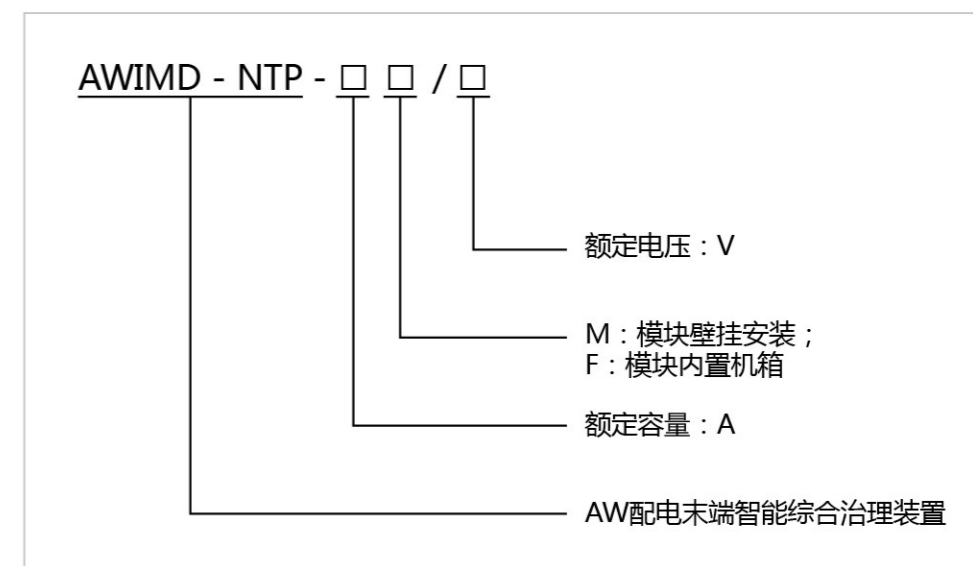 AWIMD - NTP - □ □ / □
额定电压：V
M：模块壁挂安装；
F：模块内置机箱
额定容量：A
AW配电末端智能综合治理装置